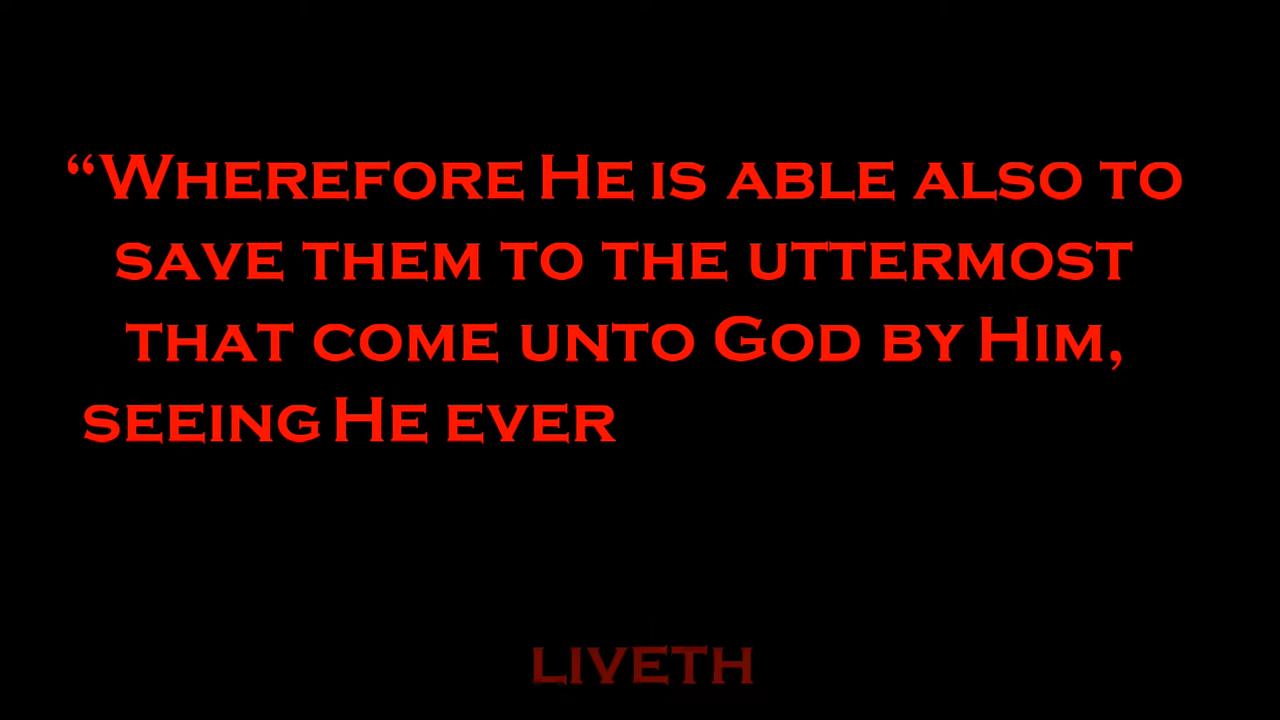 “Wherefore He is able also to
save them to the uttermost
that come unto God by Him,
seeing He ever
liveth